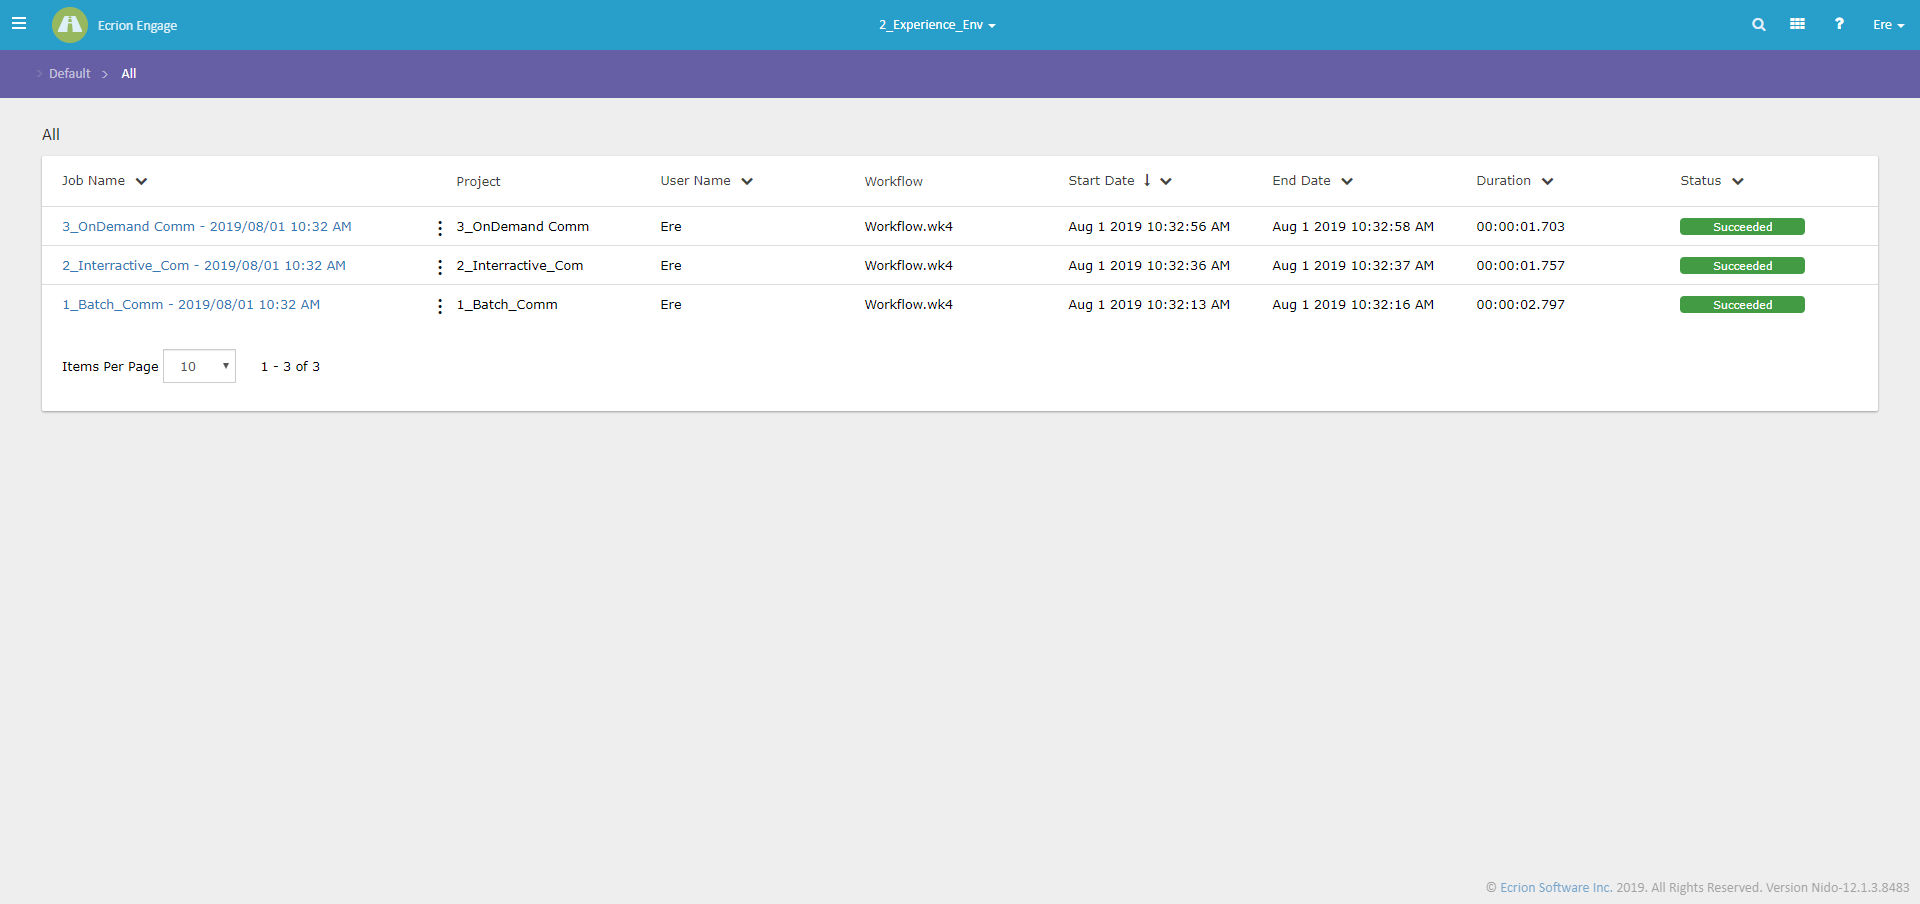 Ecrion Engage 2_Experience_Env ? Ere
> Default > All
All
Job Name Project User Name Workflow Start Date ↓ End Date Duration Status
3_OnDemand Comm - 2019/08/01 10:32 AM 3_OnDemand Comm Ere Workflow.wk4 Aug 1 2019 10:32:56 AM Aug 1 2019 10:32:58 AM 00:00:01.703 Succeeded
2_Interractive_Com - 2019/08/01 10:32 AM 2_Interractive_Com Ere Workflow.wk4 Aug 1 2019 10:32:36 AM Aug 1 2019 10:32:37 AM 00:00:01.757 Succeeded
1_Batch_Comm - 2019/08/01 10:32 AM 1_Batch_Comm Ere Workflow.wk4 Aug 1 2019 10:32:13 AM Aug 1 2019 10:32:16 AM 00:00:02.797 Succeeded
Items Per Page 10 1 - 3 of 3
© Ecrion Software Inc. 2019. All Rights Reserved. Version Nido-12.1.3.8483